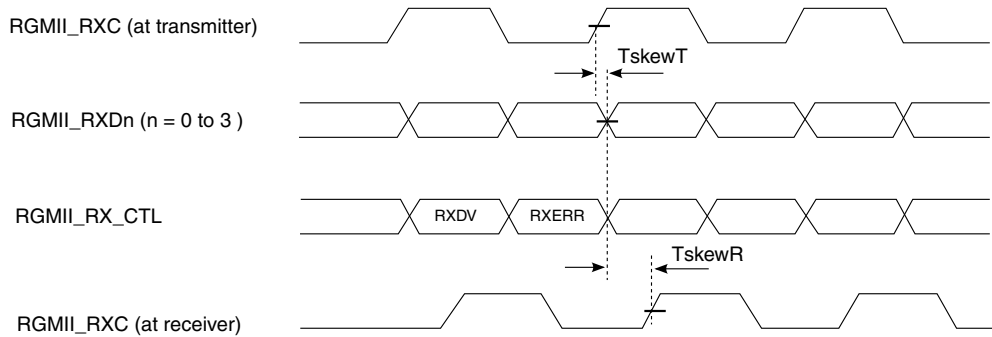 RGMII_RXC (at transmitter)
TskewT
RGMII_RXDn (n = 0 to 3 )
RGMII_RX_CTL
RXDV
RXERR
TskewR
RGMII_RXC (at receiver)